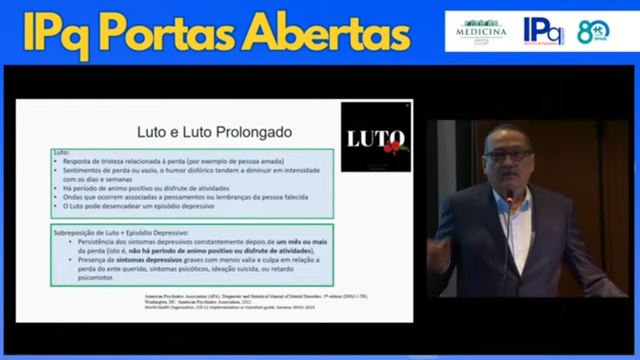 IPq Portas Abertas
MEDICINA
IPq
80
anos
Luto e Luto Prolongado
LUTO
Luto:
• Resposta de tristeza relacionada à perda (por exemplo de pessoa amada)
• Sentimentos de perda ou vazio, o humor disfórico tendem a diminuir em intensidade
com os dias e semanas
• Há período de animo positivo ou disfrute de atividades
• Ondas que ocorrem associadas a pensamentos ou lembranças da pessoa falecida
• O Luto pode desencadear um episódio depressivo
Sobreposição de Luto + Episódio Depressivo:
• Persistência dos sintomas depressivos constantemente depois de um mês ou mais
da perda (isto é, não há período de animo positivo ou disfrute de atividades),
• Presença de sintomas depressivos graves com menos valia e culpa em relação a
perda do ente querido, sintomas psicóticos, ideação suicida, ou retardo
psicomotor.
American Psychiatric Association (APA). Diagnostic and Statistical Manual of Mental Disorders, 5ª edition (DSM-5-TR).
Washington, DC: American Psychiatric Association, 2022
World Health Organization. ICD-11 implementation or transition guide. Geneva: WHO; 2019